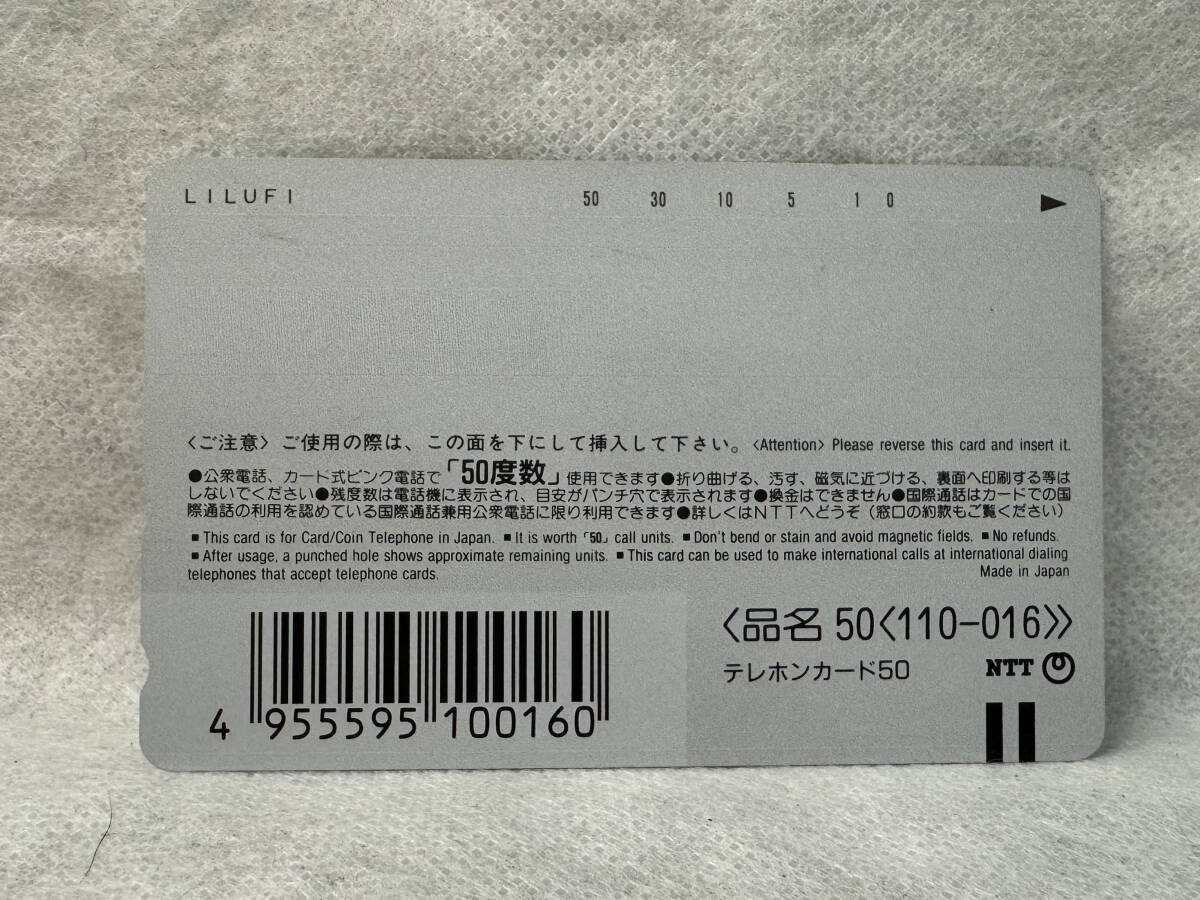 LILUFI 50 30 10 5 1 0
〈ご注意〉ご使用の際は、この面を下にして挿入して下さい。〈Attention〉Please reverse this card and insert it.
●公衆電話、カード式ピンク電話で「50度数」使用できます●折り曲げる、汚す、磁気に近づける、裏面へ印刷する等は
しないでください●残度数は電話機に表示され、目安がパンチ穴で表示されます●換金はできません●国際通話はカードでの国
際通話の利用を認めている国際通話兼用公衆電話に限り利用できます●詳しくはNTTへどうぞ（窓口の約款もご覧ください）
■This card is for Card/Coin Telephone in Japan. ■It is worth「50」call units. ■Don't bend or stain and avoid magnetic fields. ■No refunds.
■After usage, a punched hole shows approximate remaining units. ■This card can be used to make international calls at international dialing
telephones that accept telephone cards. Made in Japan
〈品名 50〈110-016〉〉
テレホンカード50 NTT
4 955595 100160